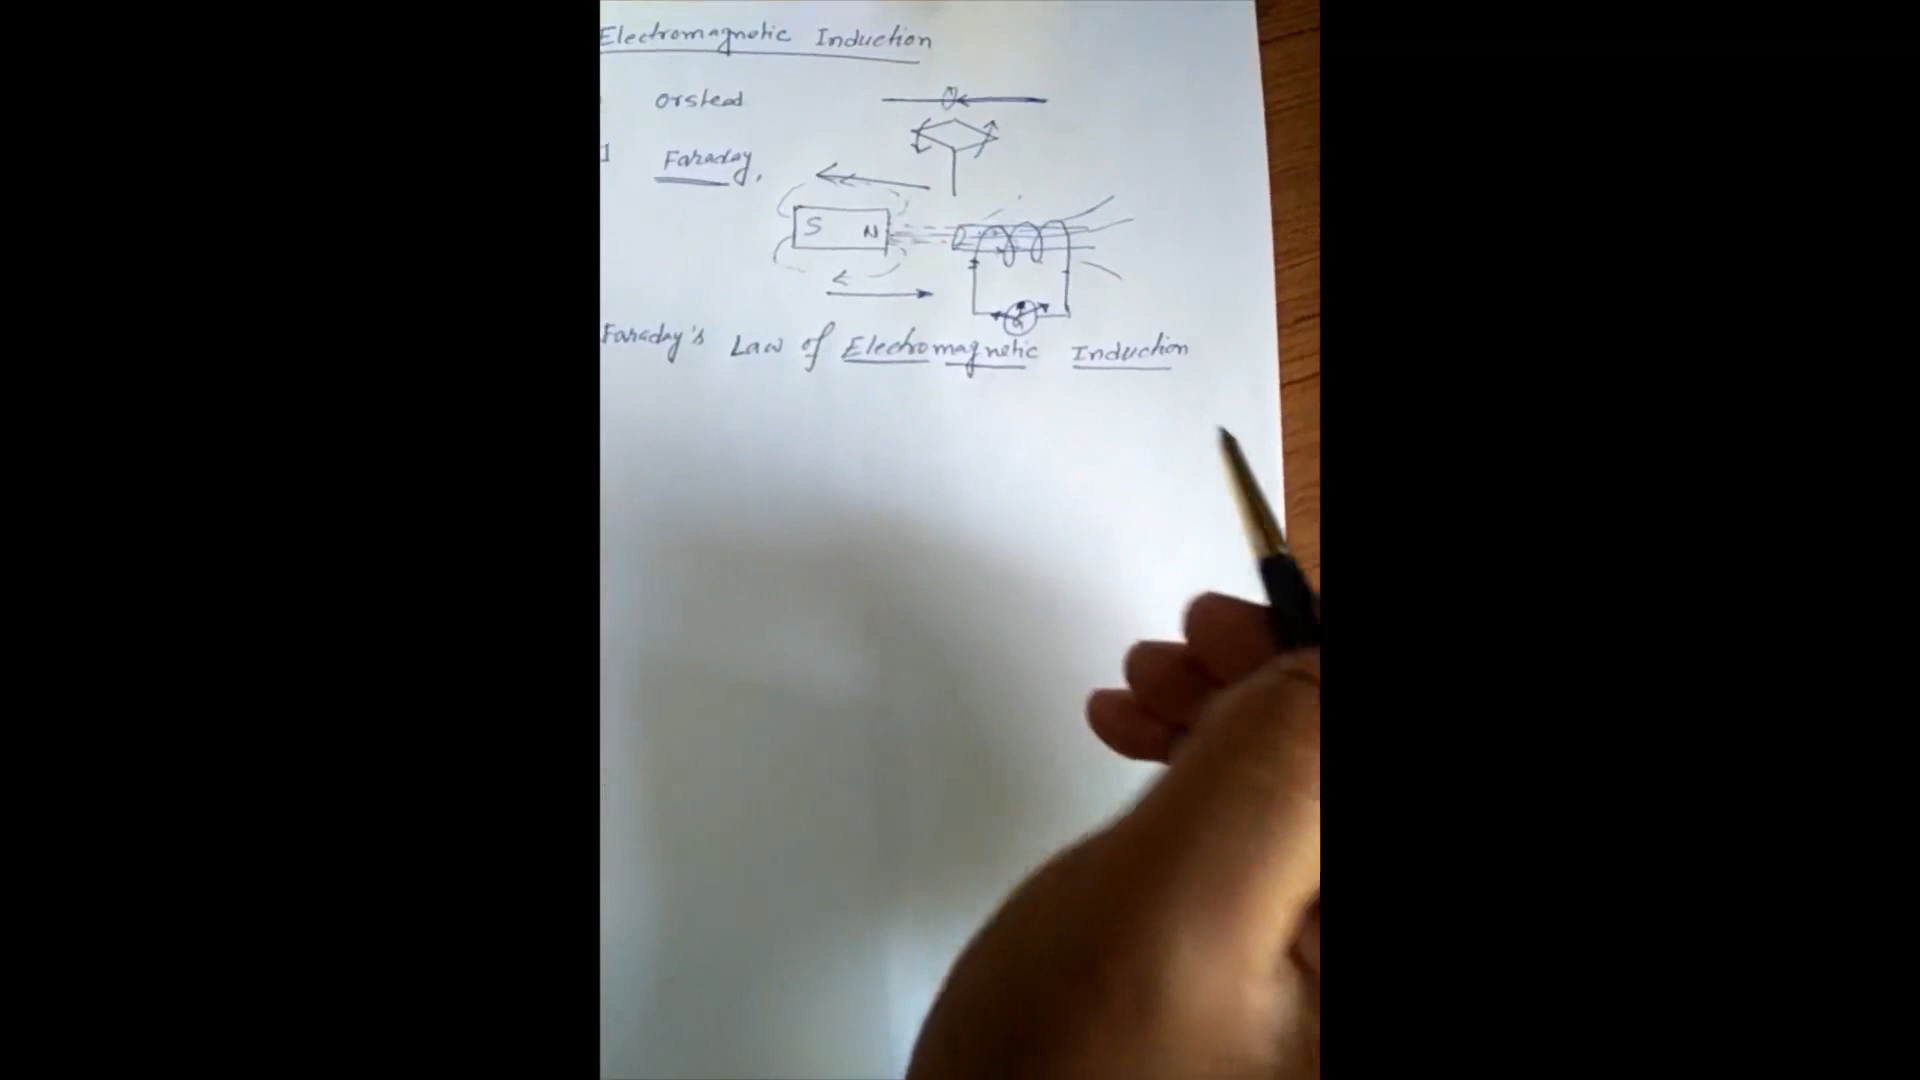 Electromagnetic Induction
Orstead
Faraday,
S N
G
Faraday's Law of Electromagnetic Induction